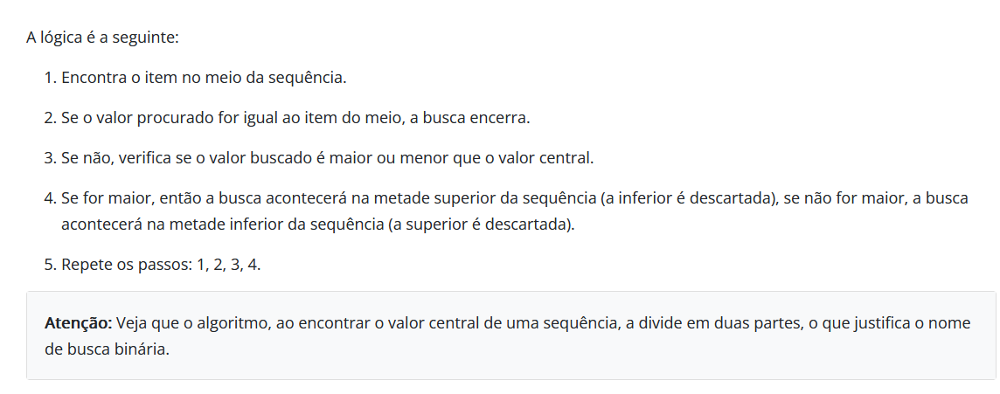 A lógica é a seguinte:
1. Encontra o item no meio da sequência.
2. Se o valor procurado for igual ao item do meio, a busca encerra.
3. Se não, verifica se o valor buscado é maior ou menor que o valor central.
4. Se for maior, então a busca acontecerá na metade superior da sequência (a inferior é descartada), se não for maior, a busca
acontecerá na metade inferior da sequência (a superior é descartada).
5. Repete os passos: 1, 2, 3, 4.
Atenção: Veja que o algoritmo, ao encontrar o valor central de uma sequência, a divide em duas partes, o que justifica o nome
de busca binária.